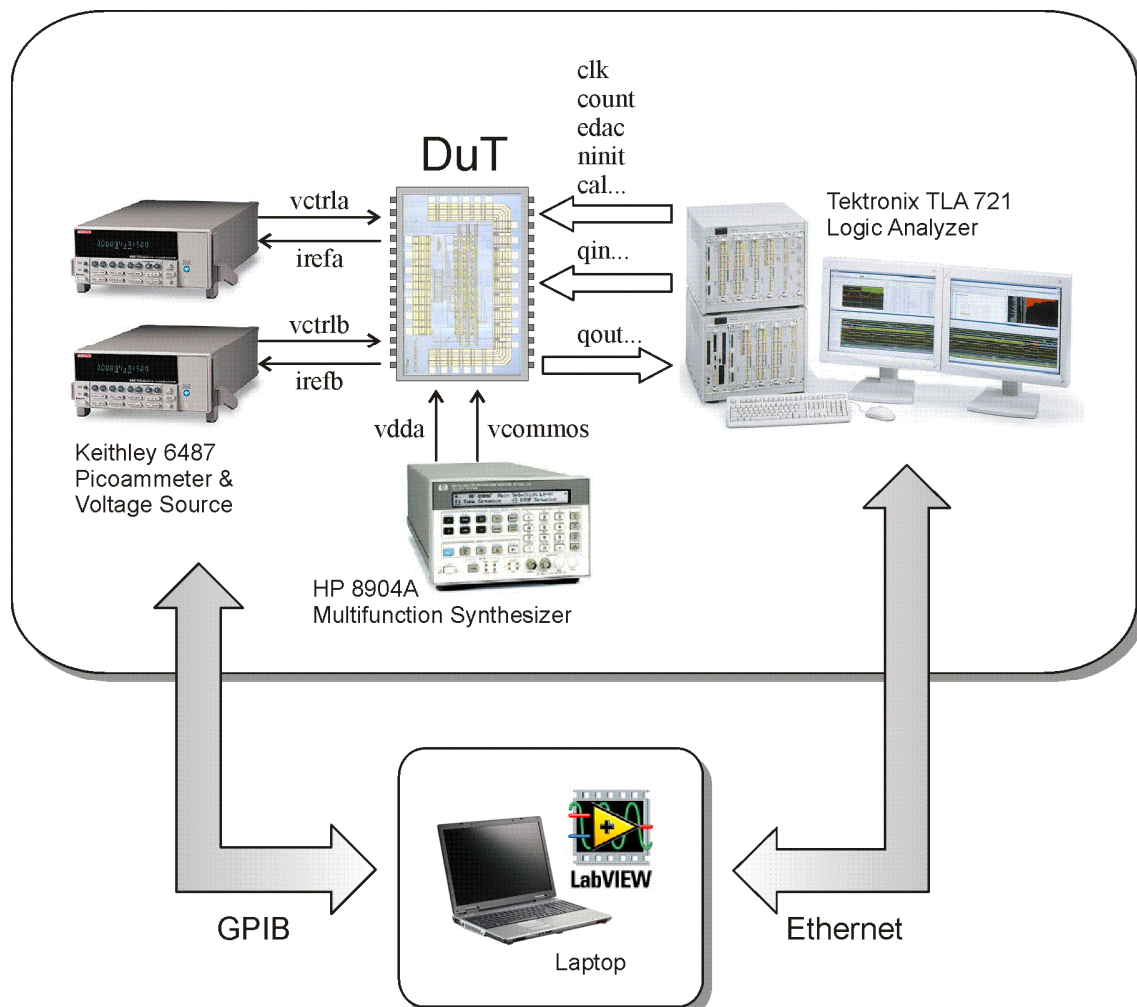 clk
count
edac
ninit
cal...
DuT
vctrla
irefa
qin...
Tektronix TLA 721
Logic Analyzer
vctrlb
irefb
qout...
vdda
vcommos
Keithley 6487
Picoammeter &
Voltage Source
HP 8904A
Multifunction Synthesizer
LabVIEW
GPIB
Laptop
Ethernet